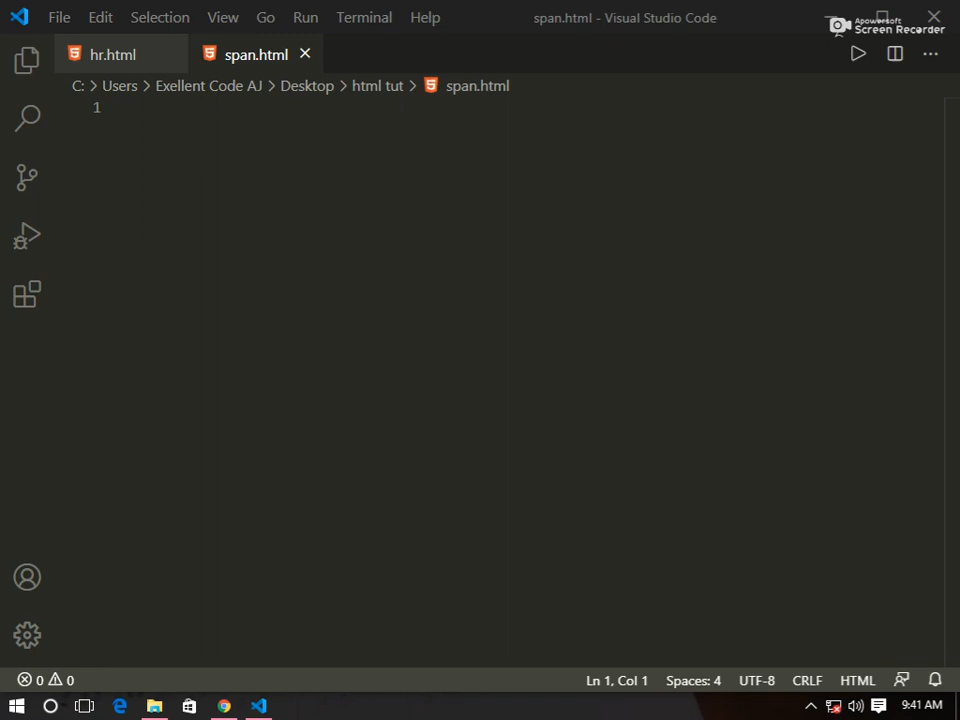 File Edit Selection View Go Run Terminal Help span.html - Visual Studio Code
Apowersoft
Screen Recorder
hr.html span.html
C: > Users > Exellent Code AJ > Desktop > html tut > span.html
1
0 0 Ln 1, Col 1 Spaces: 4 UTF-8 CRLF HTML
9:41 AM